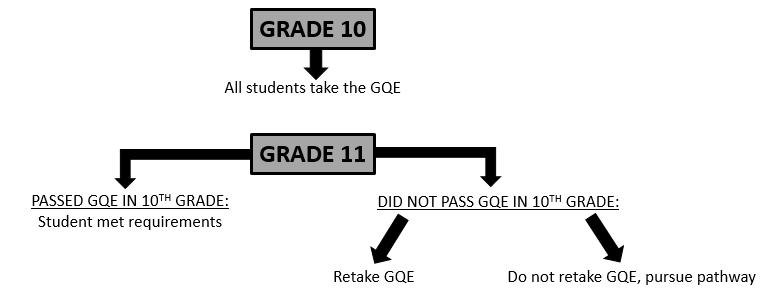 GRADE 10
All students take the GQE
GRADE 11
PASSED GQE IN 10TH GRADE:
Student met requirements
DID NOT PASS GQE IN 10TH GRADE:
Retake GQE
Do not retake GQE, pursue pathway